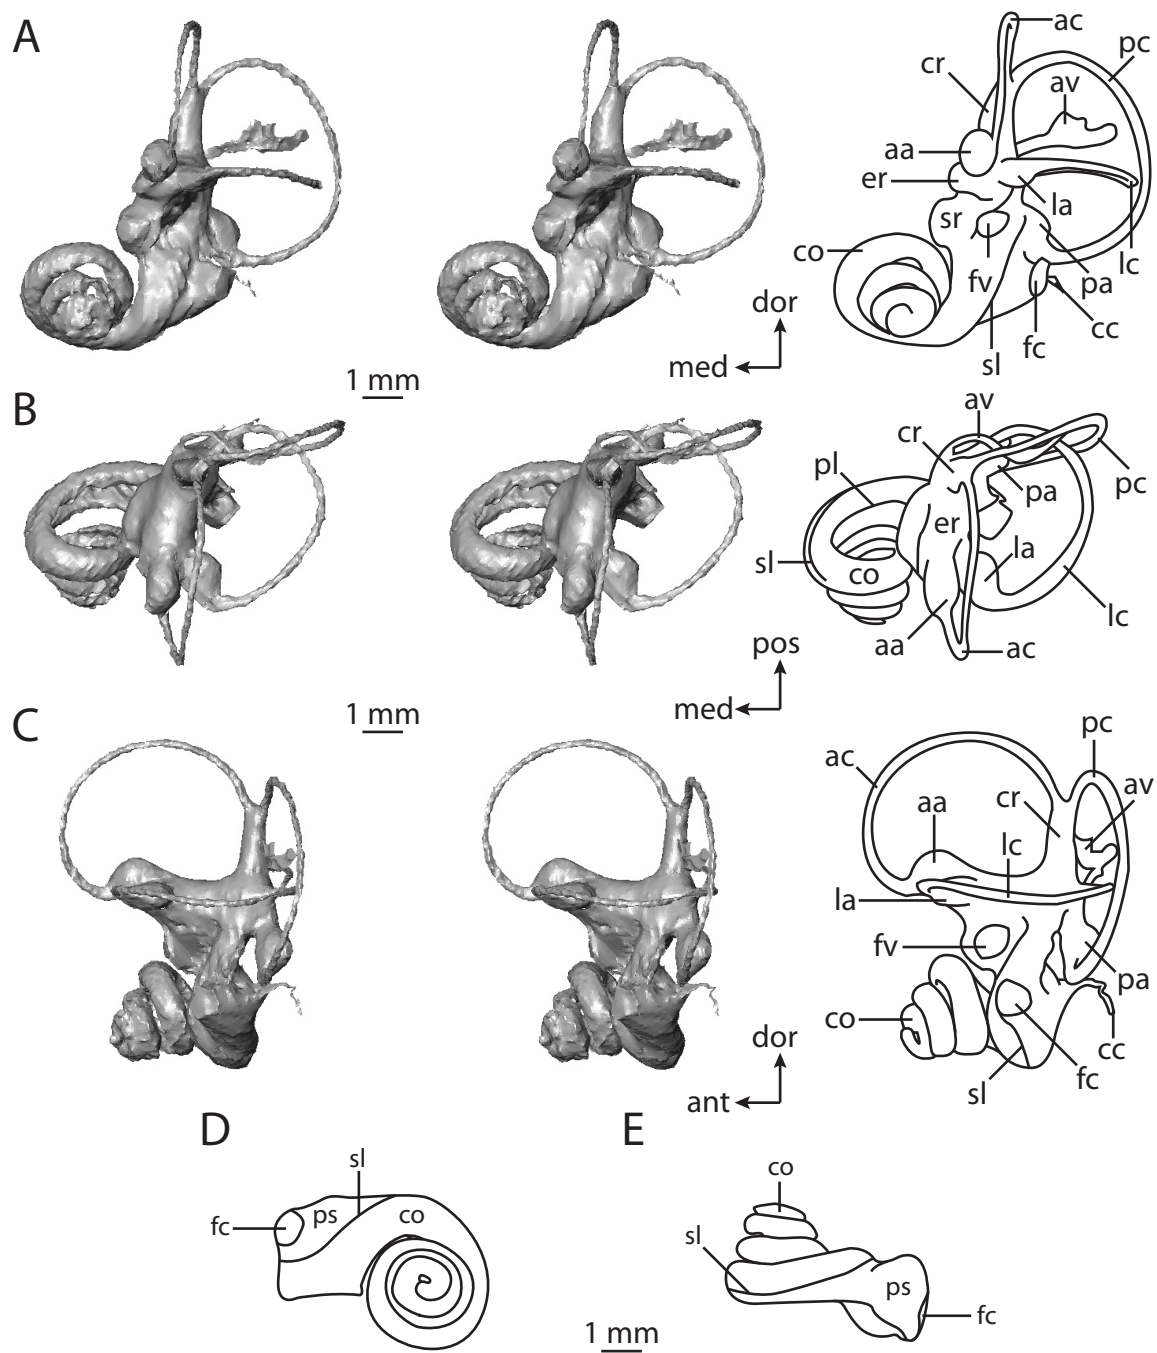 A
ac
pc
cr
av
aa
er
la
sr
co
fv
lc
pa
dor
cc
fc
med
sl
1 mm
B
av
cr
pl
pc
pa
er
la
sl
co
lc
aa
ac
pos
med
1 mm
C
pc
ac
av
aa
cr
lc
la
fv
pa
co
dor
cc
fc
sl
ant
D
E
sl
co
fc
ps
co
sl
ps
fc
1 mm